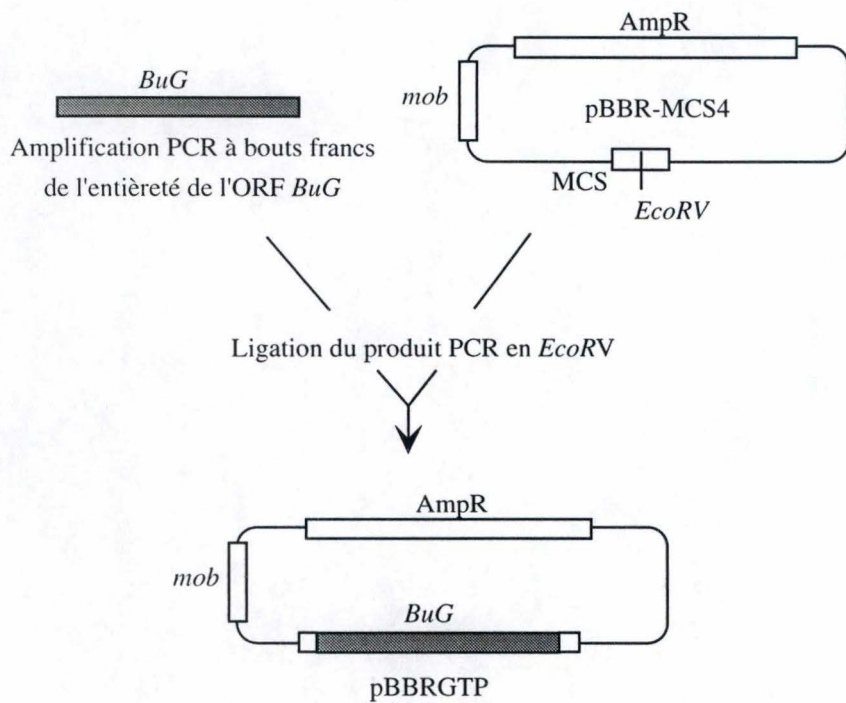 BuG
Amplification PCR à bouts francs
de l'entièreté de l'ORF BuG
AmpR
mob
pBBR-MCS4
MCS
EcoRV
Ligation du produit PCR en EcoRV
AmpR
mob
BuG
pBBRGTP